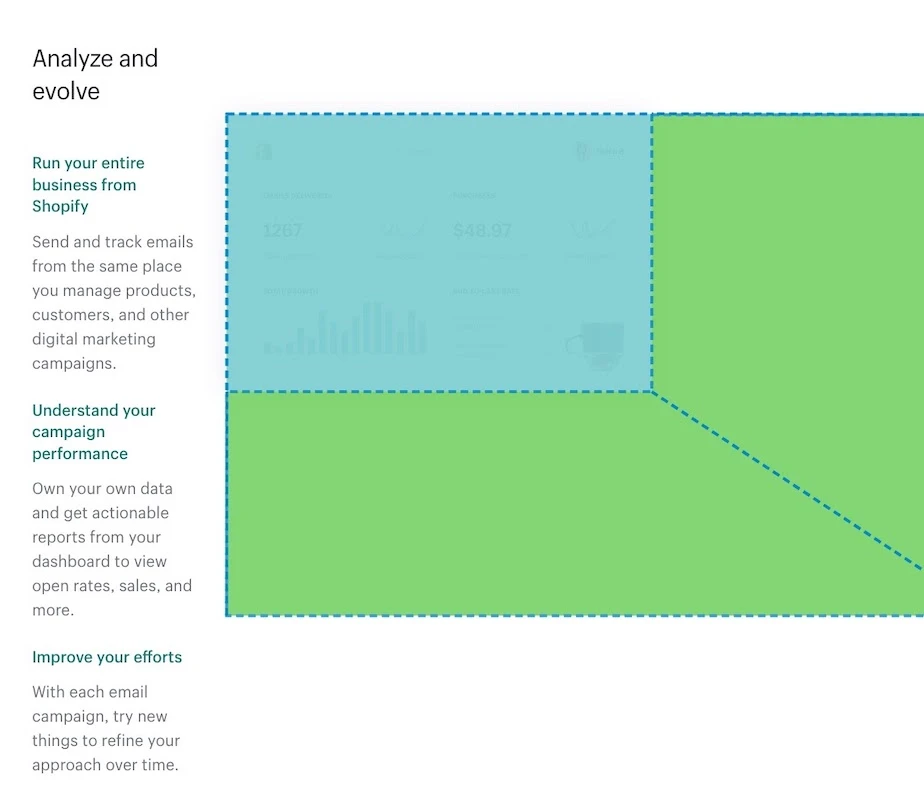 Analyze and
evolve
Run your entire
business from
Shopify
Send and track emails
from the same place
you manage products,
customers, and other
digital marketing
campaigns.
Understand your
campaign
performance
Own your own data
and get actionable
reports from your
dashboard to view
open rates, sales, and
more.
Improve your efforts
With each email
campaign, try new
things to refine your
approach over time.
1267
$48.97